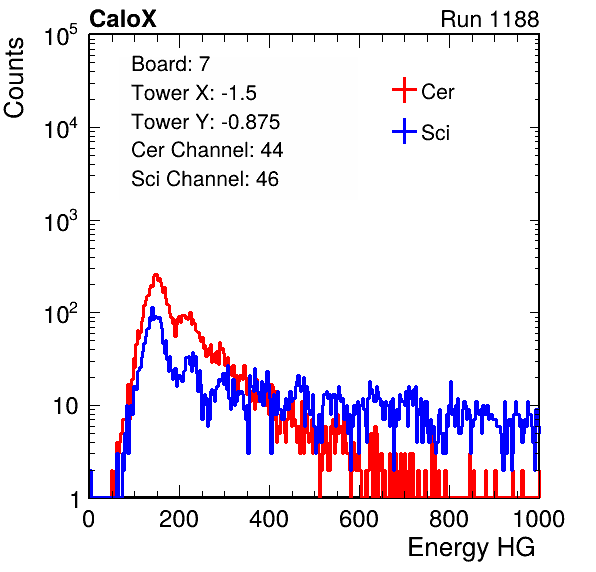 CaloX Run 1188
Counts
Board: 7
Tower X: -1.5
Tower Y: -0.875
Cer Channel: 44
Sci Channel: 46
Cer
Sci
10^5
10^4
10^3
10^2
10
1
0 200 400 600 800 1000
Energy HG